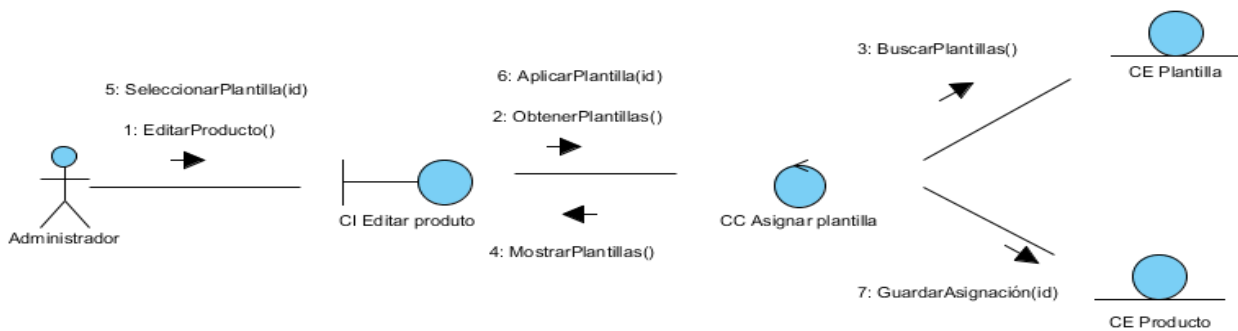 3: BuscarPlantillas()
CE Plantilla
5: SeleccionarPlantilla(id)
6: AplicarPlantilla(id)
1: EditarProducto()
2: ObtenerPlantillas()
Administrador
CI Editar produto
CC Asignar plantilla
4: MostrarPlantillas()
7: GuardarAsignación(id)
CE Producto